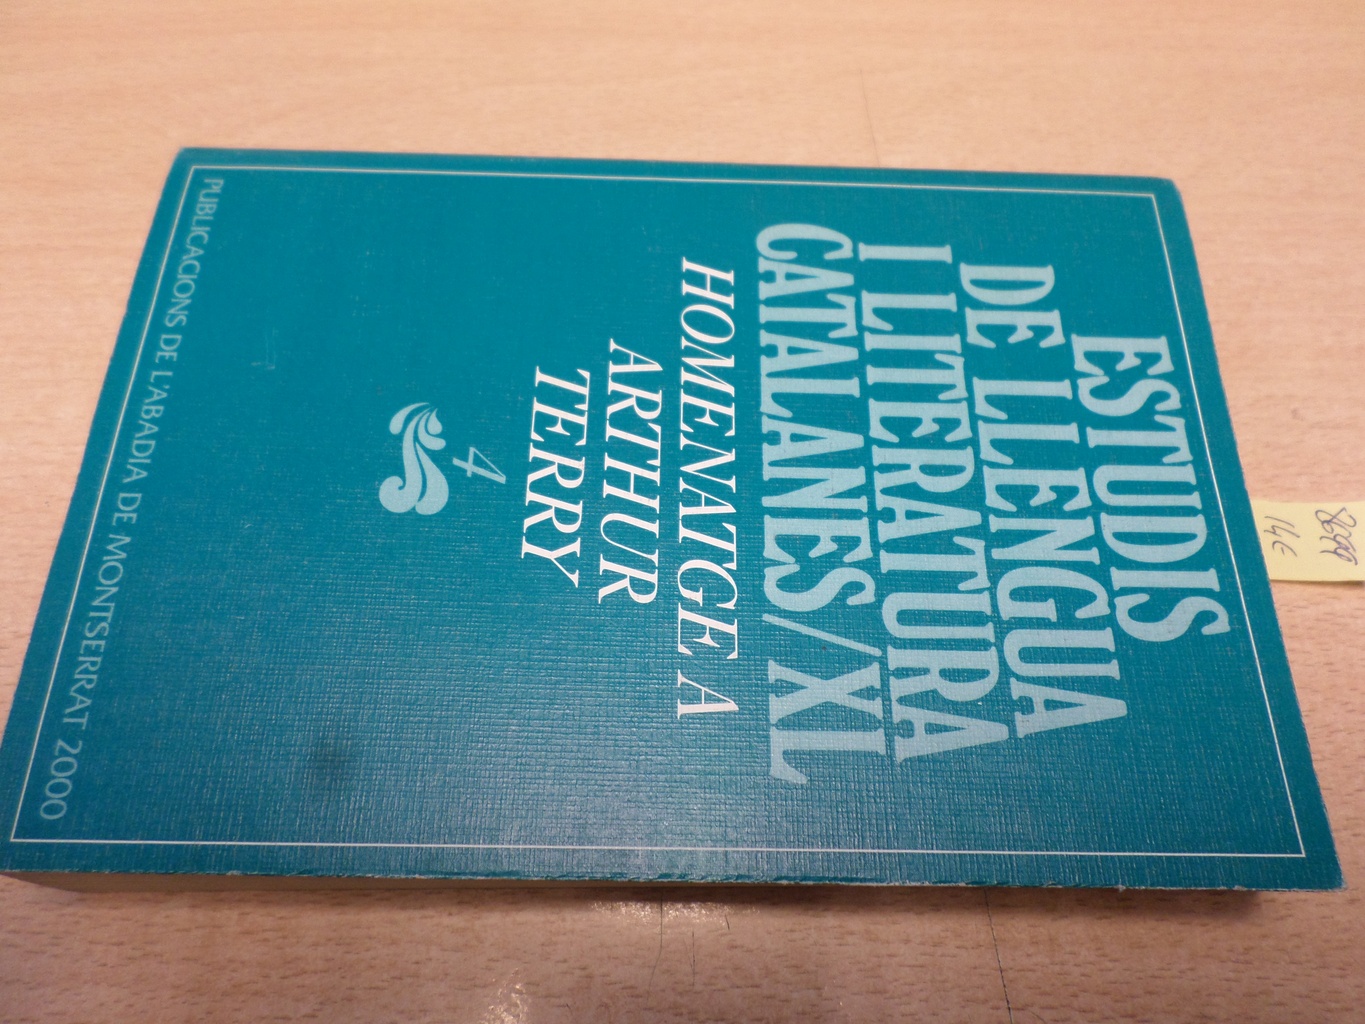 ESTUDIS
DE LLENGUA
I LITERATURA
CATALANES/XL
HOMENATGE A
ARTHUR
TERRY
4
PUBLICACIONS DE L'ABADIA DE MONTSERRAT 2000
14€